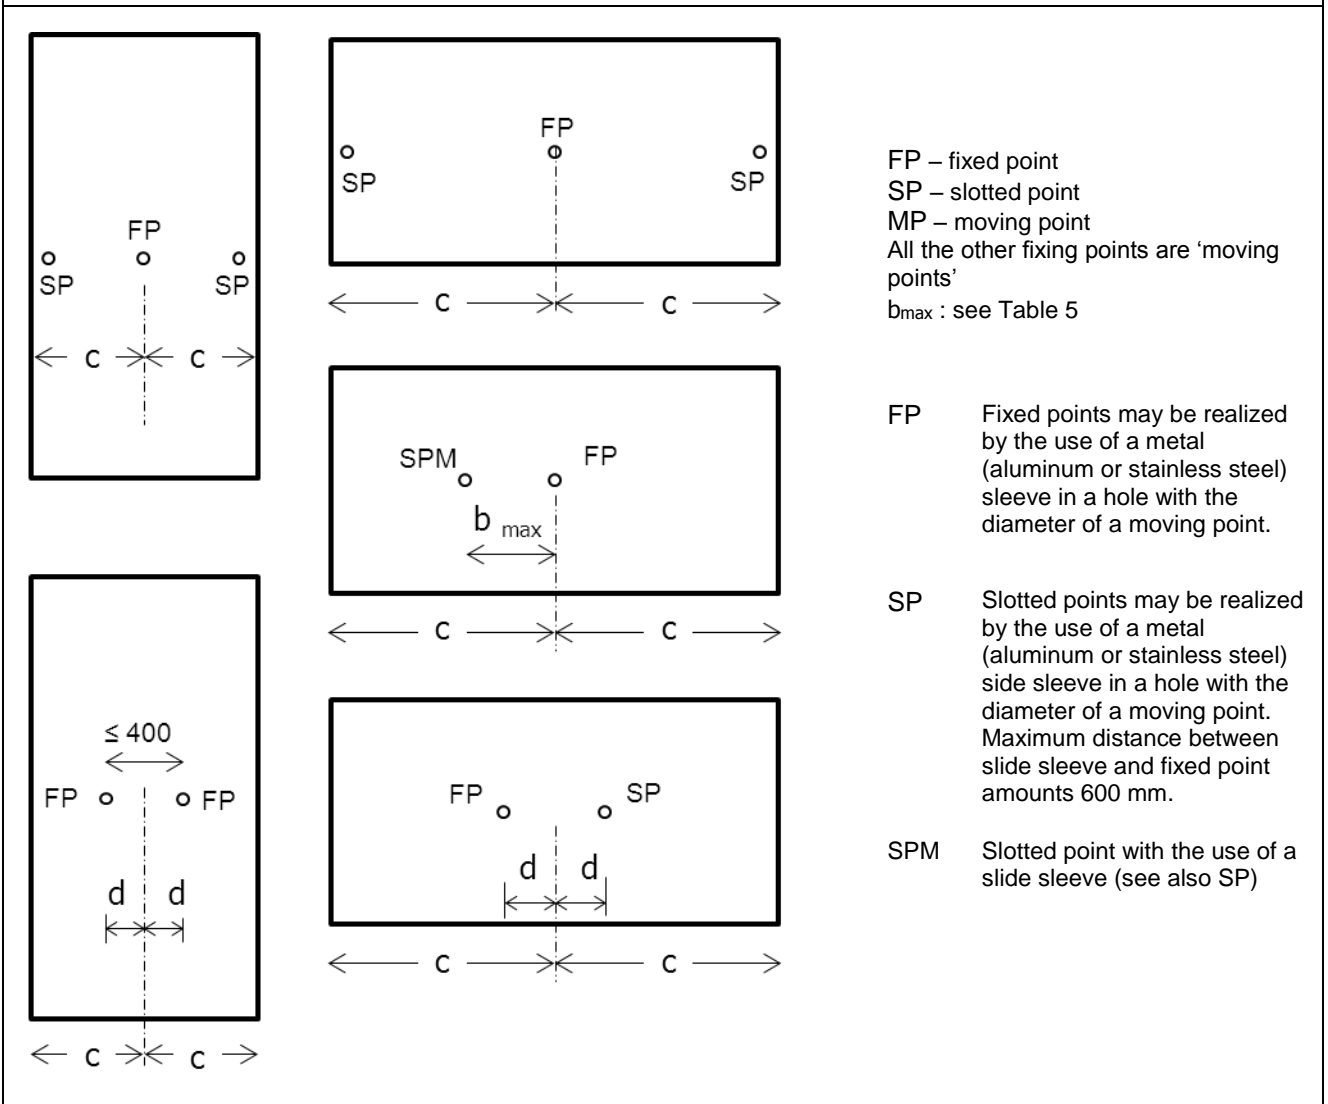 FP
SP
SP
c c
FP
SP
SP
c c
FP – fixed point
SP – slotted point
MP – moving point
All the other fixing points are ‘moving
points’
bmax : see Table 5
SPM
FP
b max
c c
FP Fixed points may be realized
by the use of a metal
(aluminum or stainless steel)
sleeve in a hole with the
diameter of a moving point.
≤ 400
FP FP
d d
c c
FP
SP
d d
c c
SP Slotted points may be realized
by the use of a metal
(aluminum or stainless steel)
side sleeve in a hole with the
diameter of a moving point.
Maximum distance between
slide sleeve and fixed point
amounts 600 mm.
SPM Slotted point with the use of a
slide sleeve (see also SP)